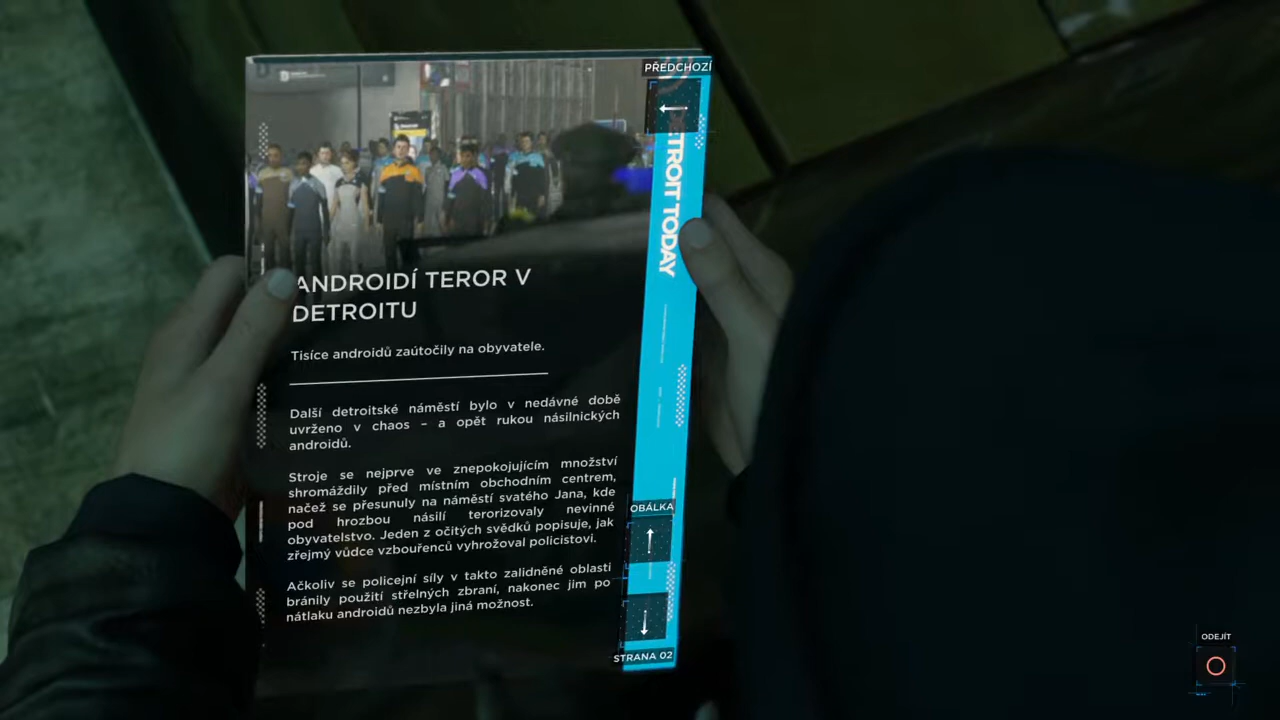 PŘEDCHOZÍ
TROIT TODAY
ANDROIDÍ TEROR V
DETROITU
Tisíce androidů zaútočily na obyvatele.
Další detroitské náměstí bylo v nedávné době
uvrženo v chaos – a opět rukou násilnických
androidů.
Stroje se nejprve ve znepokojujícím množství
shromáždily před místním obchodním centrem,
načež se přesunuly na náměstí svatého Jana, kde
pod hrozbou násilí terorizovaly nevinné
obyvatelstvo. Jeden z očitých svědků popisuje, jak
zřejmý vůdce vzbouřenců vyhrožoval policistovi.
Ačkoliv se policejní síly v takto zalidněné oblasti
bránily použití střelných zbraní, nakonec jim po
nátlaku androidů nezbyla jiná možnost.
OBÁLKA
STRANA 02
ODEJÍT